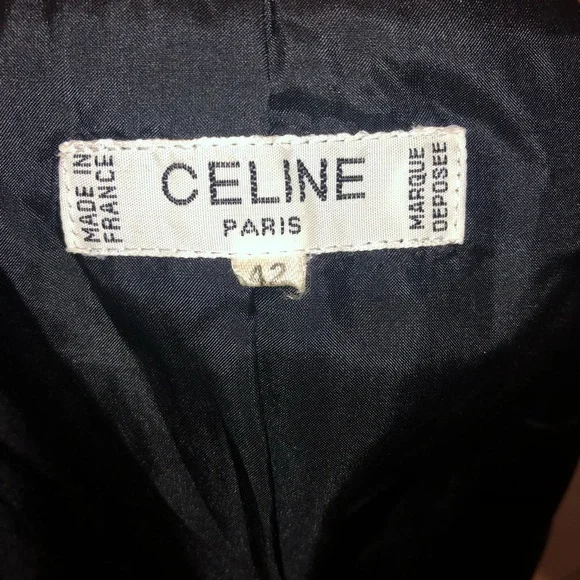 MADE IN
FRANCE
CELINE
PARIS
MARQUE
DEPOSEE
42